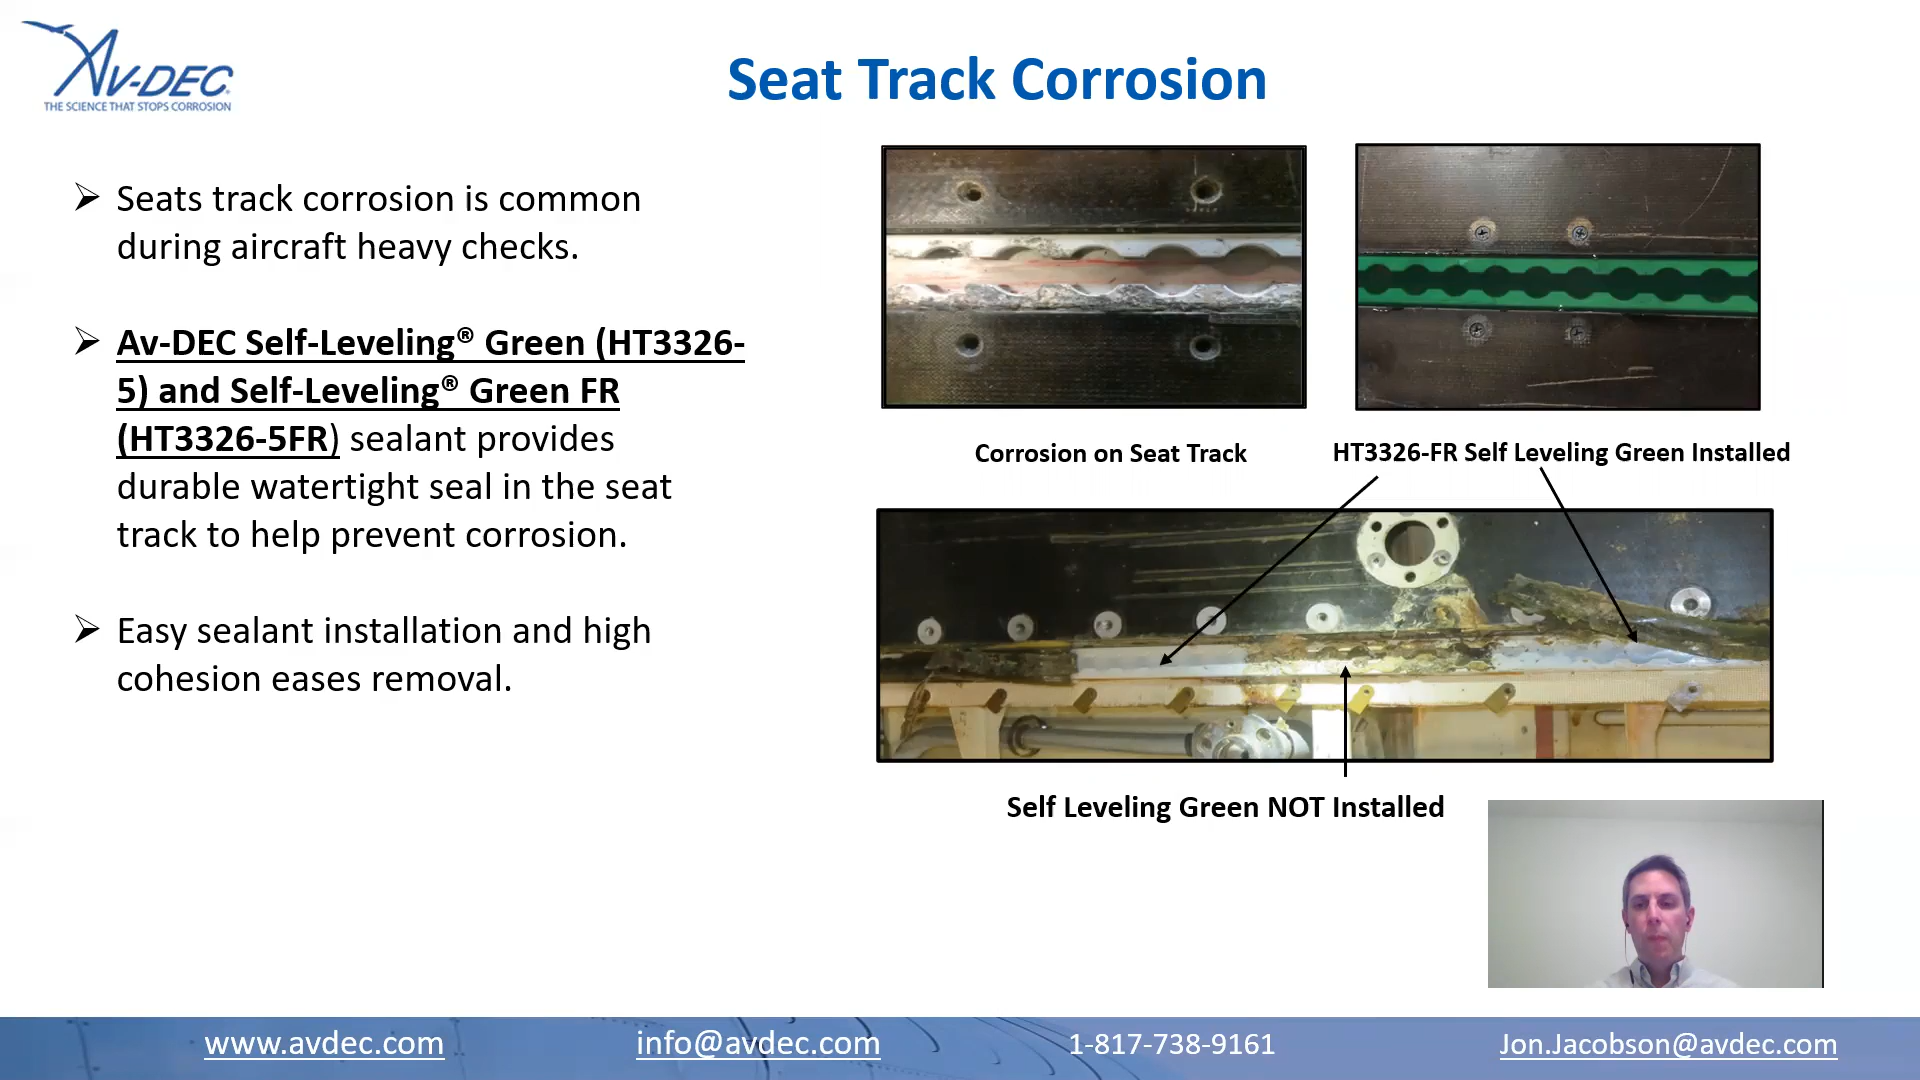 AV-DEC®
THE SCIENCE THAT STOPS CORROSION
Seat Track Corrosion
Seats track corrosion is common
during aircraft heavy checks.
Av-DEC Self-Leveling® Green (HT3326-
5) and Self-Leveling® Green FR
(HT3326-5FR) sealant provides
durable watertight seal in the seat
track to help prevent corrosion.
Easy sealant installation and high
cohesion eases removal.
Corrosion on Seat Track
HT3326-FR Self Leveling Green Installed
Self Leveling Green NOT Installed
www.avdec.com
info@avdec.com
1-817-738-9161
Jon.Jacobson@avdec.com